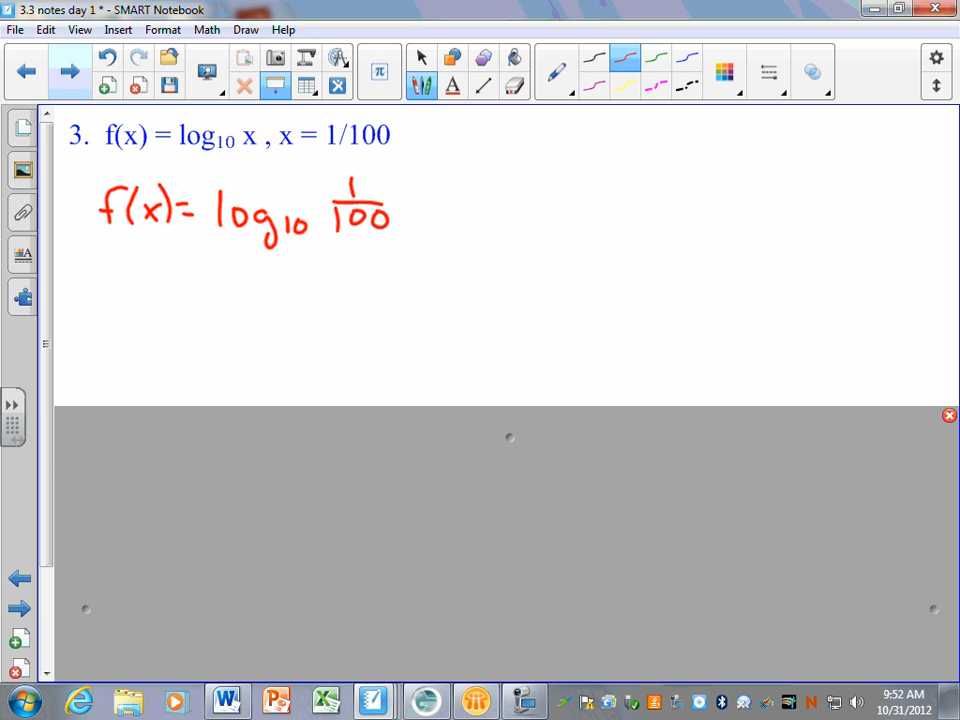 3.3 notes day 1 * - SMART Notebook
File Edit View Insert Format Math Draw Help
3. f(x) = log₁₀ x , x = 1/100
f(x)= log₁₀ 1/100
9:52 AM
10/31/2012